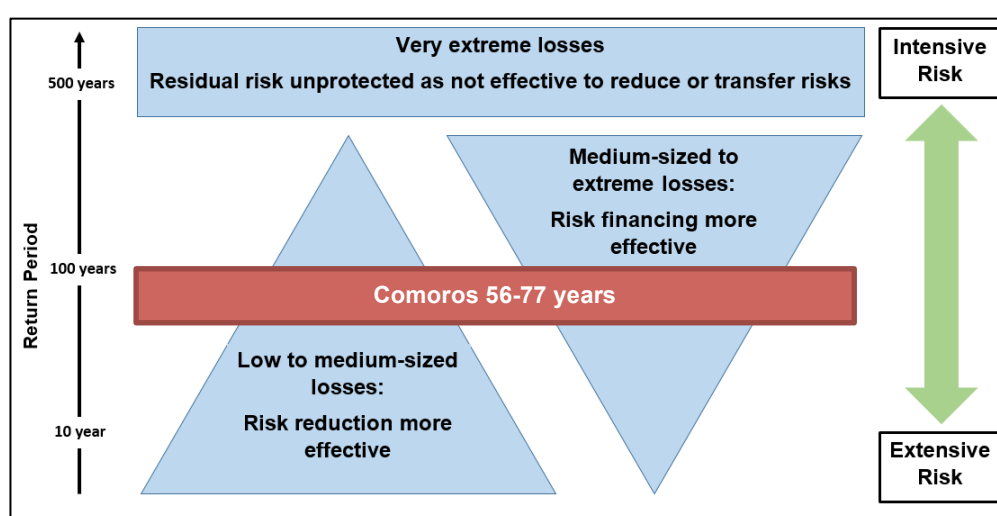 Very extreme losses
Residual risk unprotected as not effective to reduce or transfer risks
Intensive
Risk
500 years
Medium-sized to
extreme losses:
Risk financing more
effective
Return Period
100 years
Comoros 56-77 years
Low to medium-sized
losses:
Risk reduction more
effective
10 year
Extensive
Risk